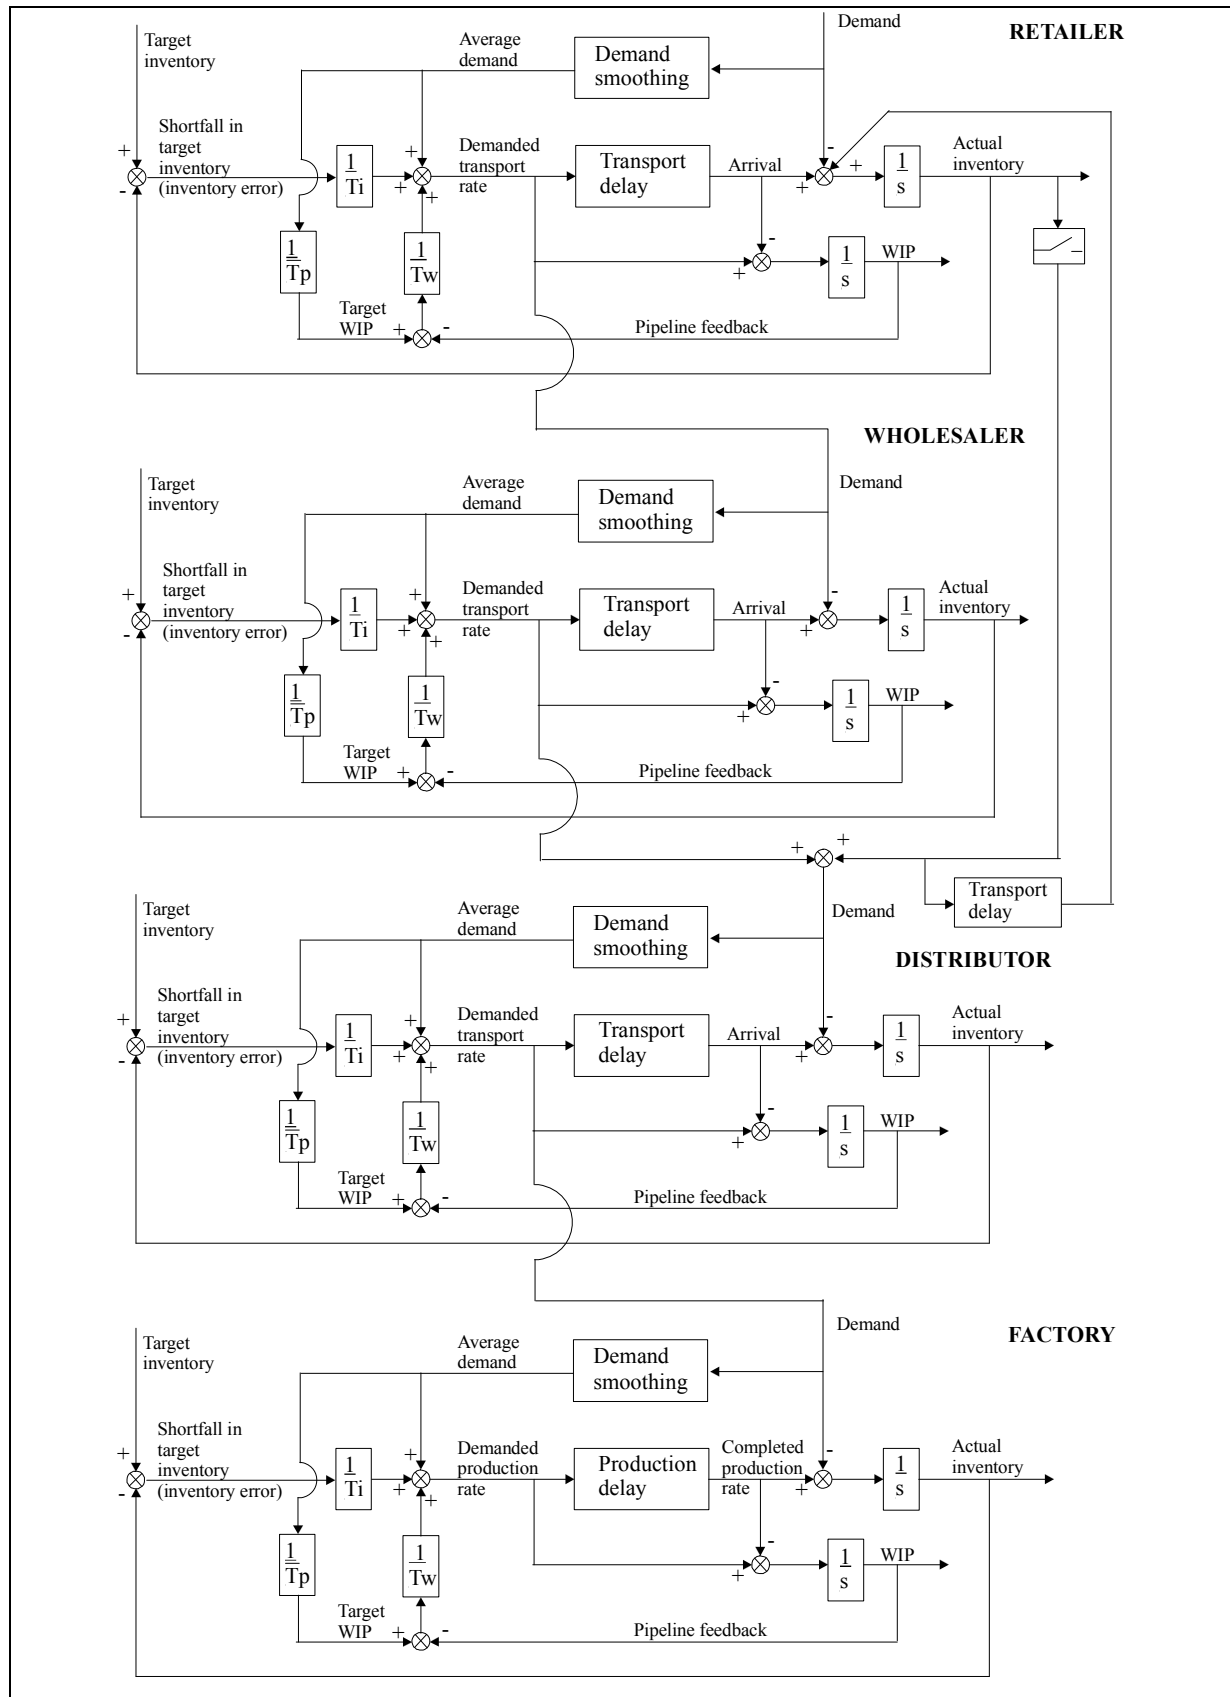 Demand
RETAILER
Target
inventory
Average
demand
Demand
smoothing
Shortfall in
target
inventory
(inventory error)
+
-
1
Ti
+
+
+
Demanded
transport
rate
Transport
delay
Arrival
-
+
+
1
s
Actual
inventory
1
Tp
1
Tw
-
+
1
s
WIP
Target
WIP
+
-
Pipeline feedback
WHOLESALER
Demand
Target
inventory
Average
demand
Demand
smoothing
Shortfall in
target
inventory
(inventory error)
+
-
1
Ti
+
+
+
Demanded
transport
rate
Transport
delay
Arrival
-
+
1
s
Actual
inventory
1
Tp
1
Tw
-
+
1
s
WIP
Target
WIP
+
-
Pipeline feedback
+
+
Transport
delay
Demand
DISTRIBUTOR
Target
inventory
Average
demand
Demand
smoothing
Shortfall in
target
inventory
(inventory error)
+
-
1
Ti
+
+
+
Demanded
transport
rate
Transport
delay
Arrival
-
+
1
s
Actual
inventory
1
Tp
1
Tw
-
+
1
s
WIP
Target
WIP
+
-
Pipeline feedback
Demand
FACTORY
Target
inventory
Average
demand
Demand
smoothing
Shortfall in
target
inventory
(inventory error)
+
-
1
Ti
+
+
+
Demanded
production
rate
Production
delay
Completed
production
rate
-
+
1
s
Actual
inventory
1
Tp
1
Tw
-
+
1
s
WIP
Target
WIP
+
-
Pipeline feedback